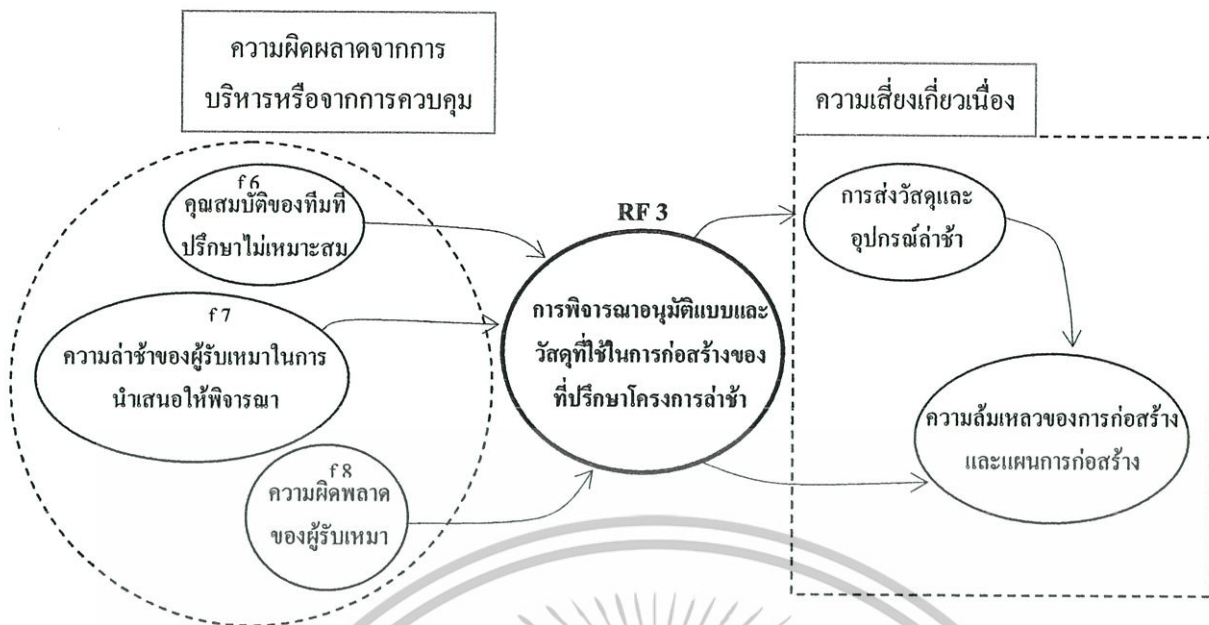 ความผิดผลาดจากการ
บริหารหรือจากการควบคุม
f 6
คุณสมบัติของทีมที่
ปรึกษาไม่เหมาะสม
f 7
ความล่าช้าของผู้รับเหมาในการ
นำเสนอให้พิจารณา
f 8
ความผิดพลาด
ของผู้รับเหมา
RF 3
การพิจารณาอนุมัติแบบและ
วัสดุที่ใช้ในการก่อสร้างของ
ที่ปรึกษาโครงการล่าช้า
ความเสี่ยงเกี่ยวเนื่อง
การส่งวัสดุและ
อุปกรณ์ล่าช้า
ความล้มเหลวของการก่อสร้าง
และแผนการก่อสร้าง